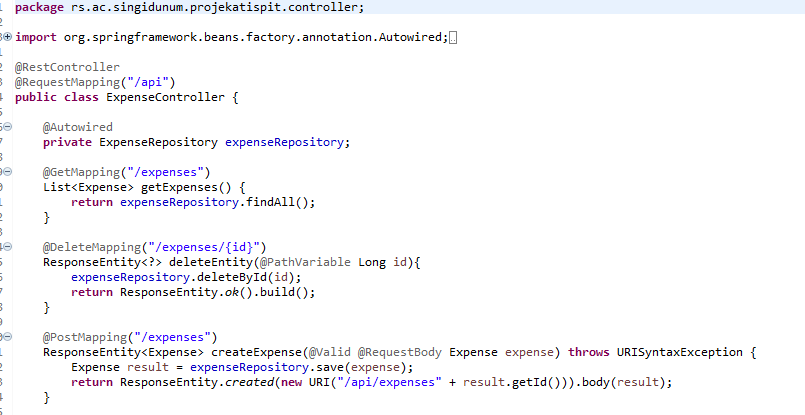 package rs.ac.singidunum.projekatispit.controller;
import org.springframework.beans.factory.annotation.Autowired;
@RestController
@RequestMapping("/api")
public class ExpenseController {
@Autowired
private ExpenseRepository expenseRepository;
@GetMapping("/expenses")
List<Expense> getExpenses() {
return expenseRepository.findAll();
}
@DeleteMapping("/expenses/{id}")
ResponseEntity<?> deleteEntity(@PathVariable Long id){
expenseRepository.deleteById(id);
return ResponseEntity.ok().build();
}
@PostMapping("/expenses")
ResponseEntity<Expense> createExpense(@Valid @RequestBody Expense expense) throws URISyntaxException {
Expense result = expenseRepository.save(expense);
return ResponseEntity.created(new URI("/api/expenses" + result.getId())).body(result);
}